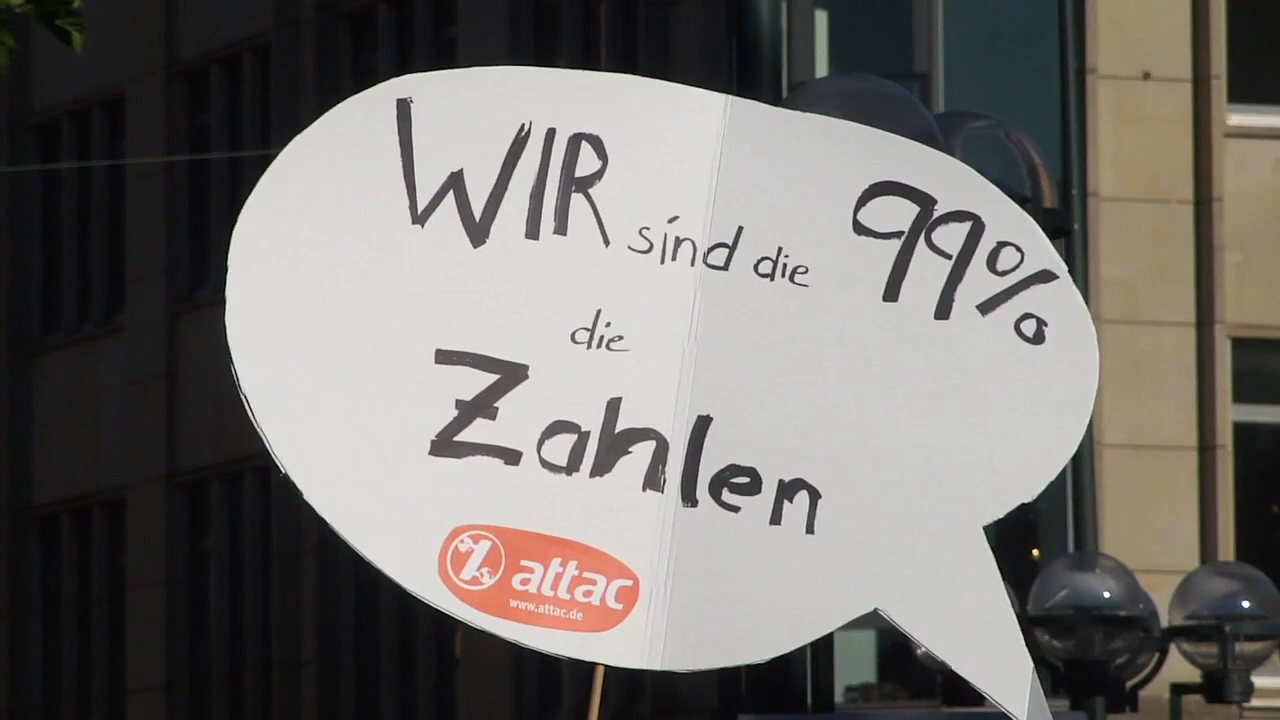 WIR sind die 99%
die
Zahlen
attac
www.attac.de